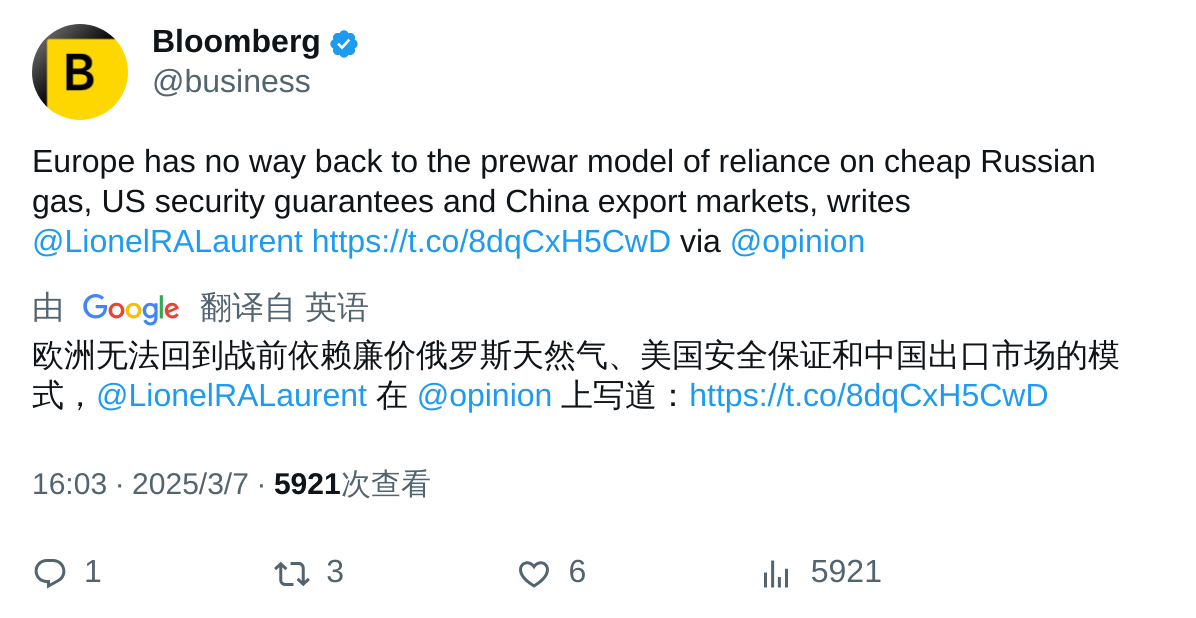 B
Bloomberg
@business
Europe has no way back to the prewar model of reliance on cheap Russian
gas, US security guarantees and China export markets, writes
@LionelRALaurent https://t.co/8dqCxH5CwD via @opinion
由 Google 翻译自 英语
欧洲无法回到战前依赖廉价俄罗斯天然气、美国安全保证和中国出口市场的模
式，@LionelRALaurent 在 @opinion 上写道：https://t.co/8dqCxH5CwD
16:03 · 2025/3/7 · 5921次查看
1 3 6 5921